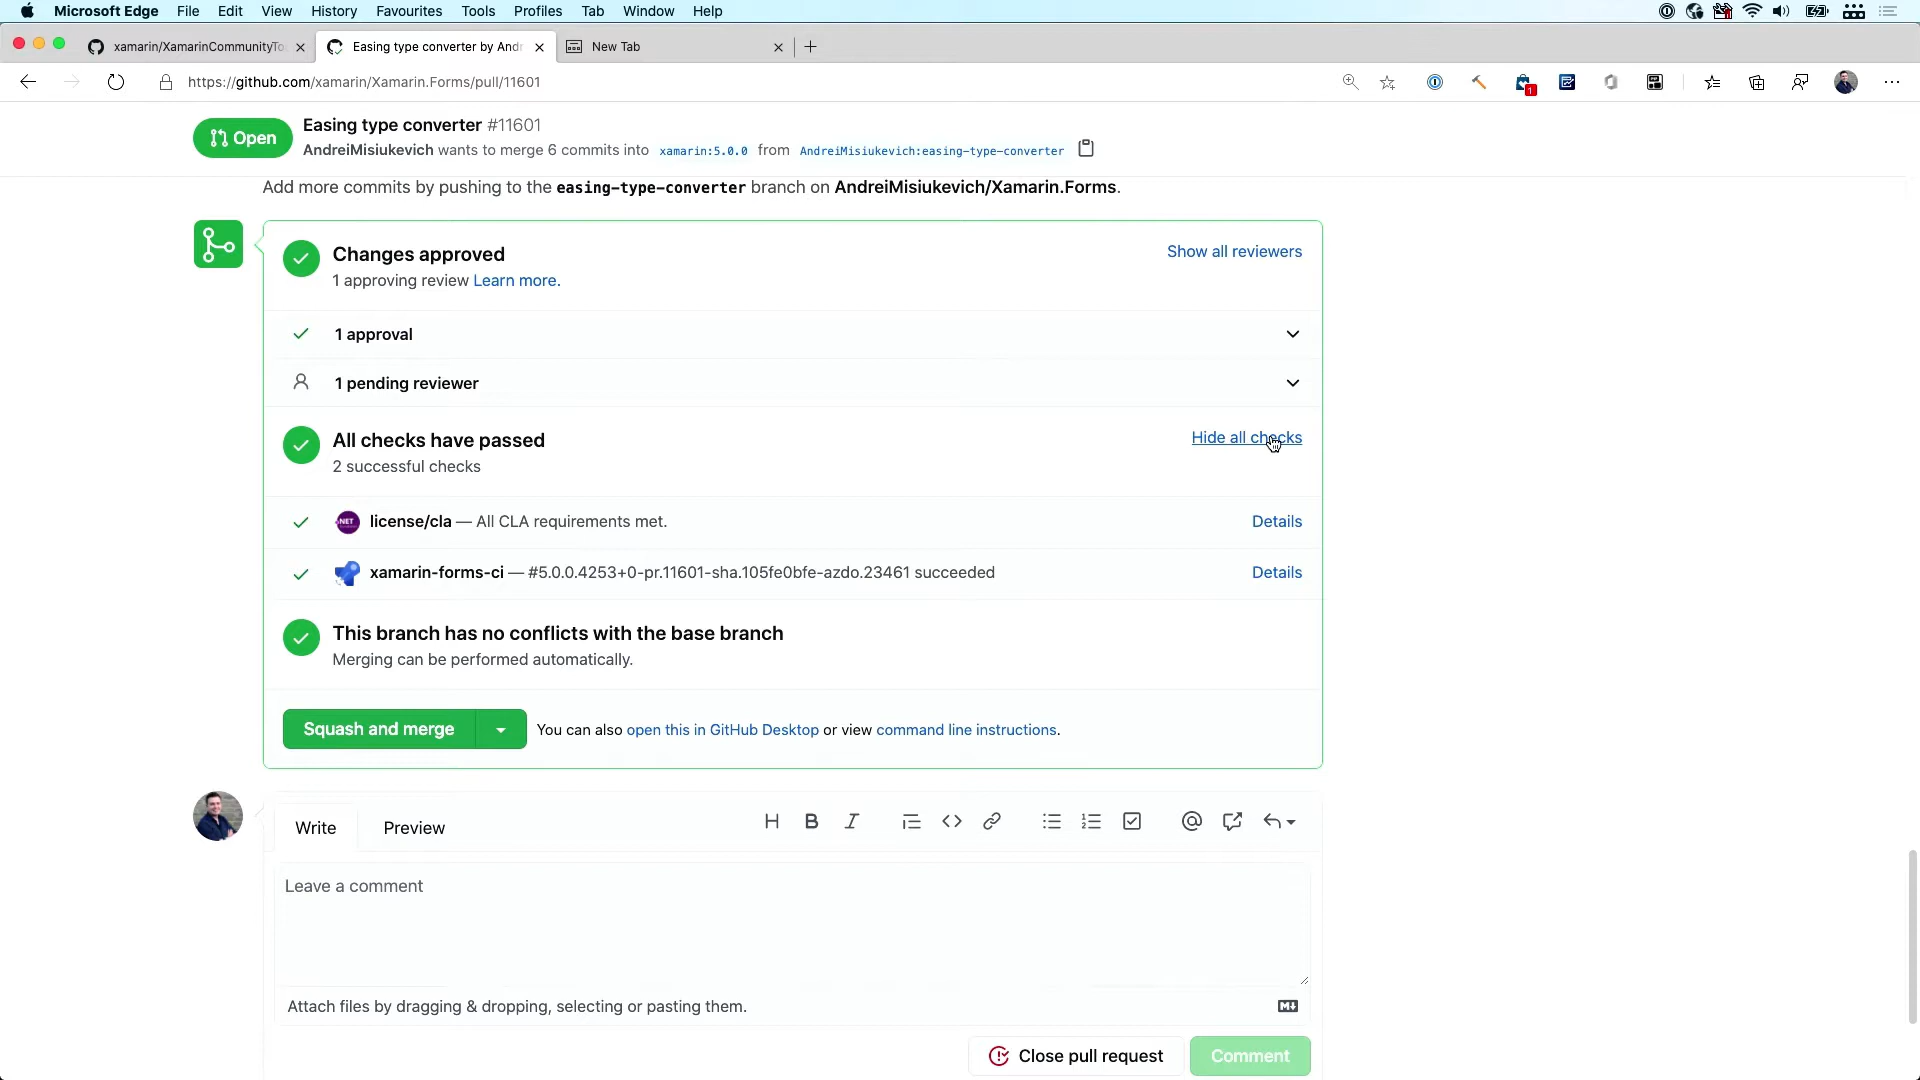 Microsoft Edge File Edit View History Favourites Tools Profiles Tab Window Help
xamarin/XamarinCommunityTo
Easing type converter by Andr
New Tab
https://github.com/xamarin/Xamarin.Forms/pull/11601
1
Open
Easing type converter #11601
AndreiMisiukevich wants to merge 6 commits into xamarin:5.0.0 from AndreiMisiukevich:easing-type-converter
Add more commits by pushing to the easing-type-converter branch on AndreiMisiukevich/Xamarin.Forms.
Changes approved
Show all reviewers
1 approving review Learn more.
1 approval
1 pending reviewer
All checks have passed
Hide all checks
2 successful checks
.NET
license/cla — All CLA requirements met.
Details
xamarin-forms-ci — #5.0.0.4253+0-pr.11601-sha.105fe0bfe-azdo.23461 succeeded
Details
This branch has no conflicts with the base branch
Merging can be performed automatically.
Squash and merge
You can also open this in GitHub Desktop or view command line instructions.
Write
Preview
Leave a comment
Attach files by dragging & dropping, selecting or pasting them.
Close pull request
Comment